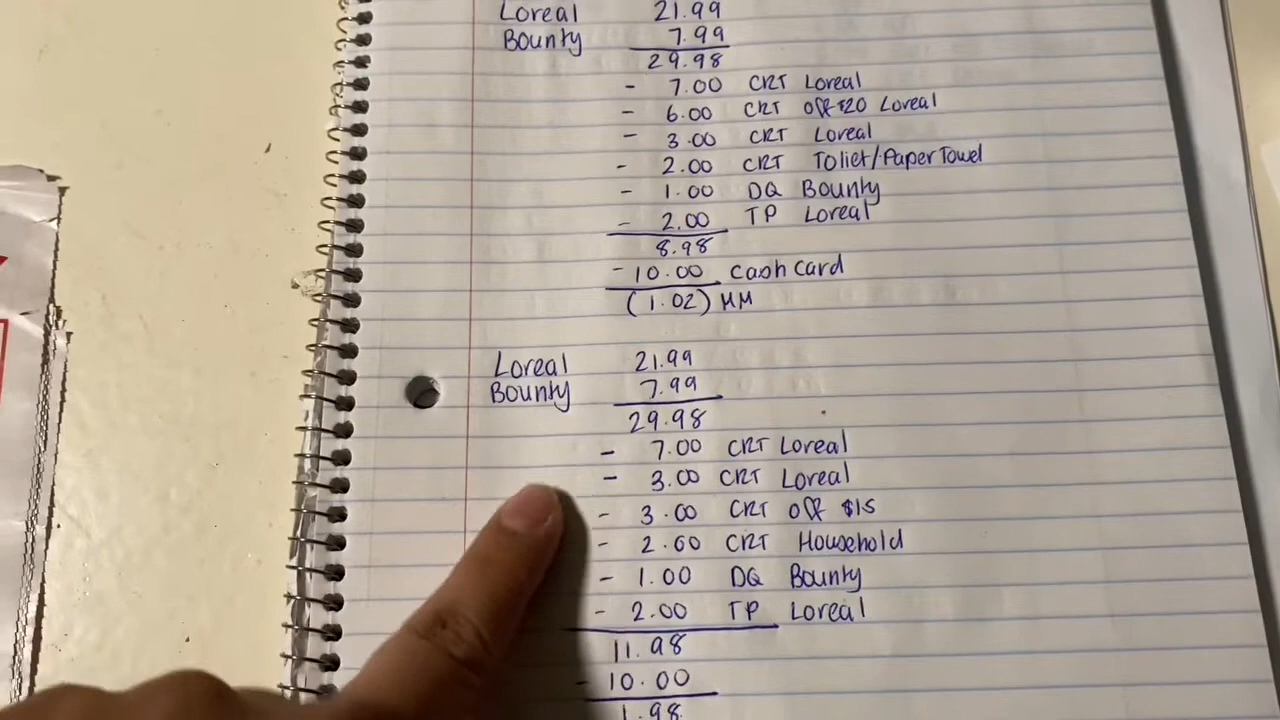 Loreal 21.99
Bounty 7.99
29.98
- 7.00 CRT Loreal
- 6.00 CRT Off $20 Loreal
- 3.00 CRT Loreal
- 2.00 CRT Toliet/Paper Towel
- 1.00 DQ Bounty
- 2.00 TP Loreal
8.98
-10.00 Cash Card
(1.02) MM
Loreal 21.99
Bounty 7.99
29.98
- 7.00 CRT Loreal
- 3.00 CRT Loreal
- 3.00 CRT Off $15
- 2.00 CRT Household
- 1.00 DQ Bounty
- 2.00 TP Loreal
11.98
- 10.00
1.98